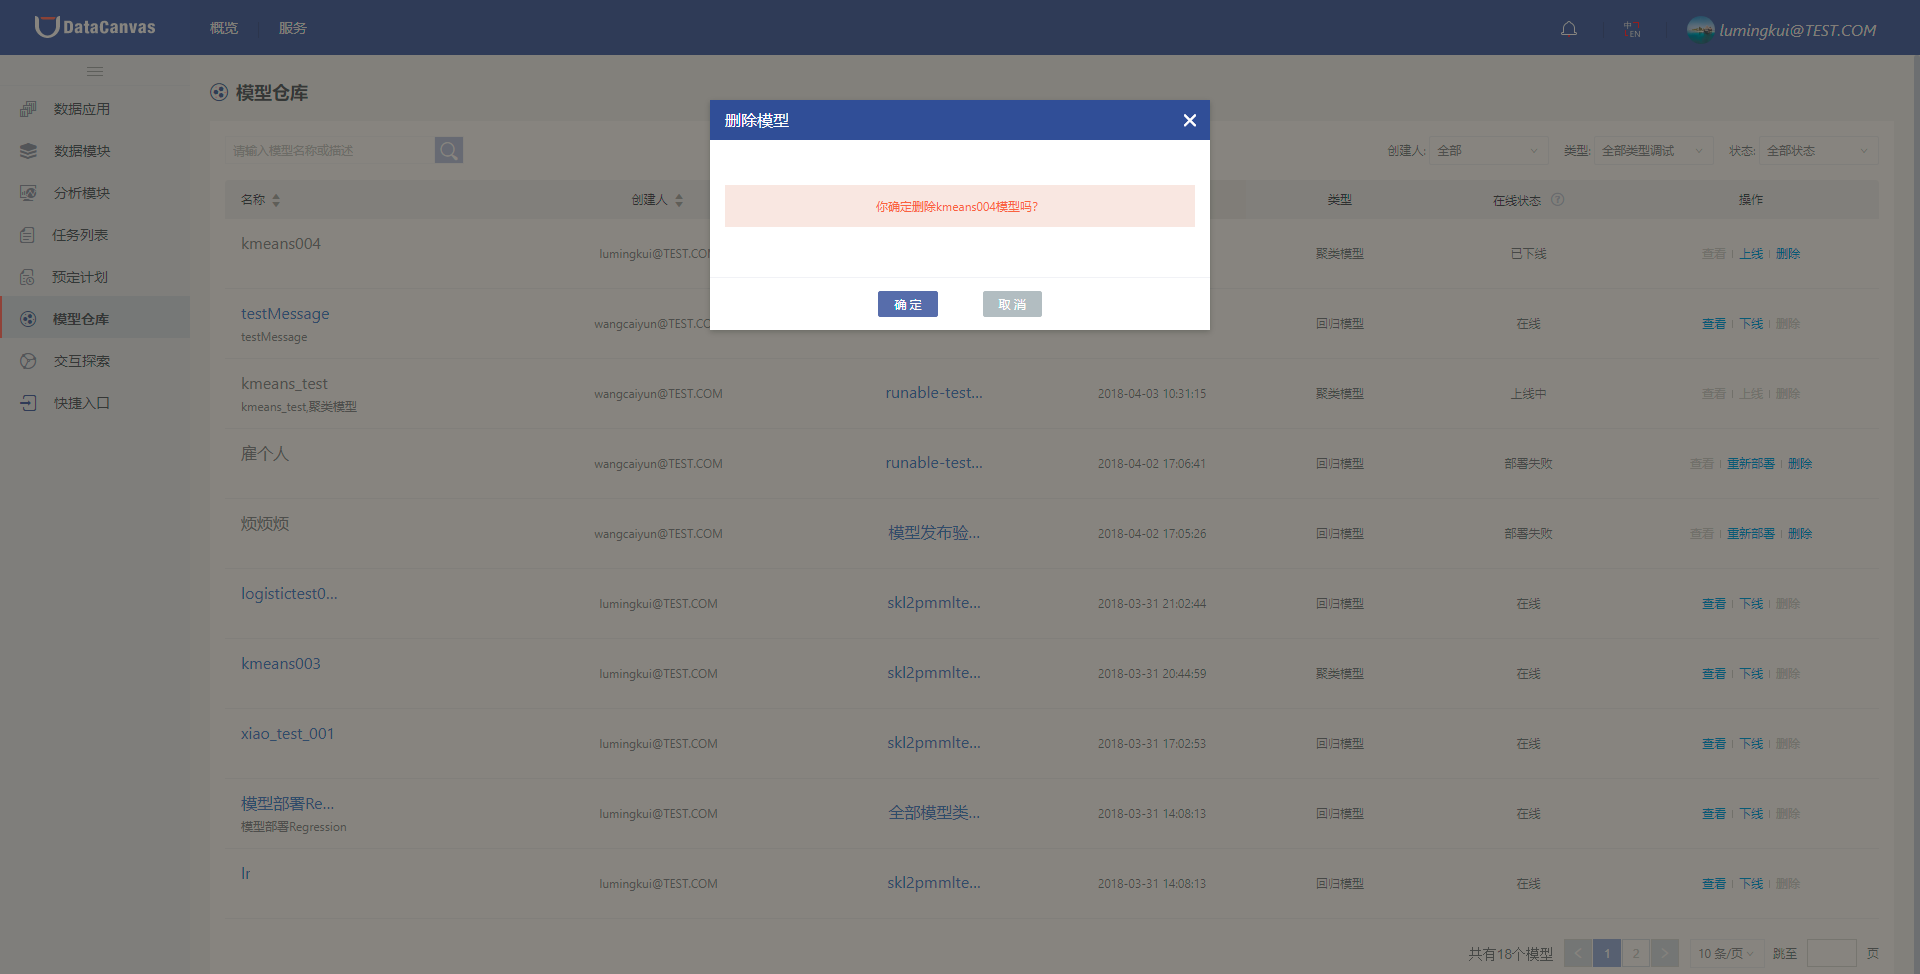 DataCanvas 概览 服务 中 EN lumingkui@TEST.COM
数据应用
数据模块
分析模块
任务列表
预定计划
模型仓库
交互探索
快捷入口
模型仓库
请输入模型名称或描述 创建人: 全部 类型: 全部类型调试 状态: 全部状态
名称 创建人 类型 在线状态 操作
kmeans004 lumingkui@TEST.CO 聚类模型 已下线 查看 上线 删除
testMessage
testMessage wangcaiyun@TEST.CO 回归模型 在线 查看 下线 删除
kmeans_test
kmeans_test,聚类模型 wangcaiyun@TEST.COM runable-test... 2018-04-03 10:31:15 聚类模型 上线中 查看 上线 删除
雇个人 wangcaiyun@TEST.COM runable-test... 2018-04-02 17:06:41 回归模型 部署失败 查看 重新部署 删除
烦烦烦 wangcaiyun@TEST.COM 模型发布验... 2018-04-02 17:05:26 回归模型 部署失败 查看 重新部署 删除
logistictest0... lumingkui@TEST.COM skl2pmmlte... 2018-03-31 21:02:44 回归模型 在线 查看 下线 删除
kmeans003 lumingkui@TEST.COM skl2pmmlte... 2018-03-31 20:44:59 聚类模型 在线 查看 下线 删除
xiao_test_001 lumingkui@TEST.COM skl2pmmlte... 2018-03-31 17:02:53 回归模型 在线 查看 下线 删除
模型部署Re...
模型部署Regression lumingkui@TEST.COM 全部模型类... 2018-03-31 14:08:13 回归模型 在线 查看 下线 删除
lr lumingkui@TEST.COM skl2pmmlte... 2018-03-31 14:08:13 回归模型 在线 查看 下线 删除
共有18个模型 < 1 2 > 10 条/页 跳至 页
删除模型
你确定删除kmeans004模型吗?
确定 取消